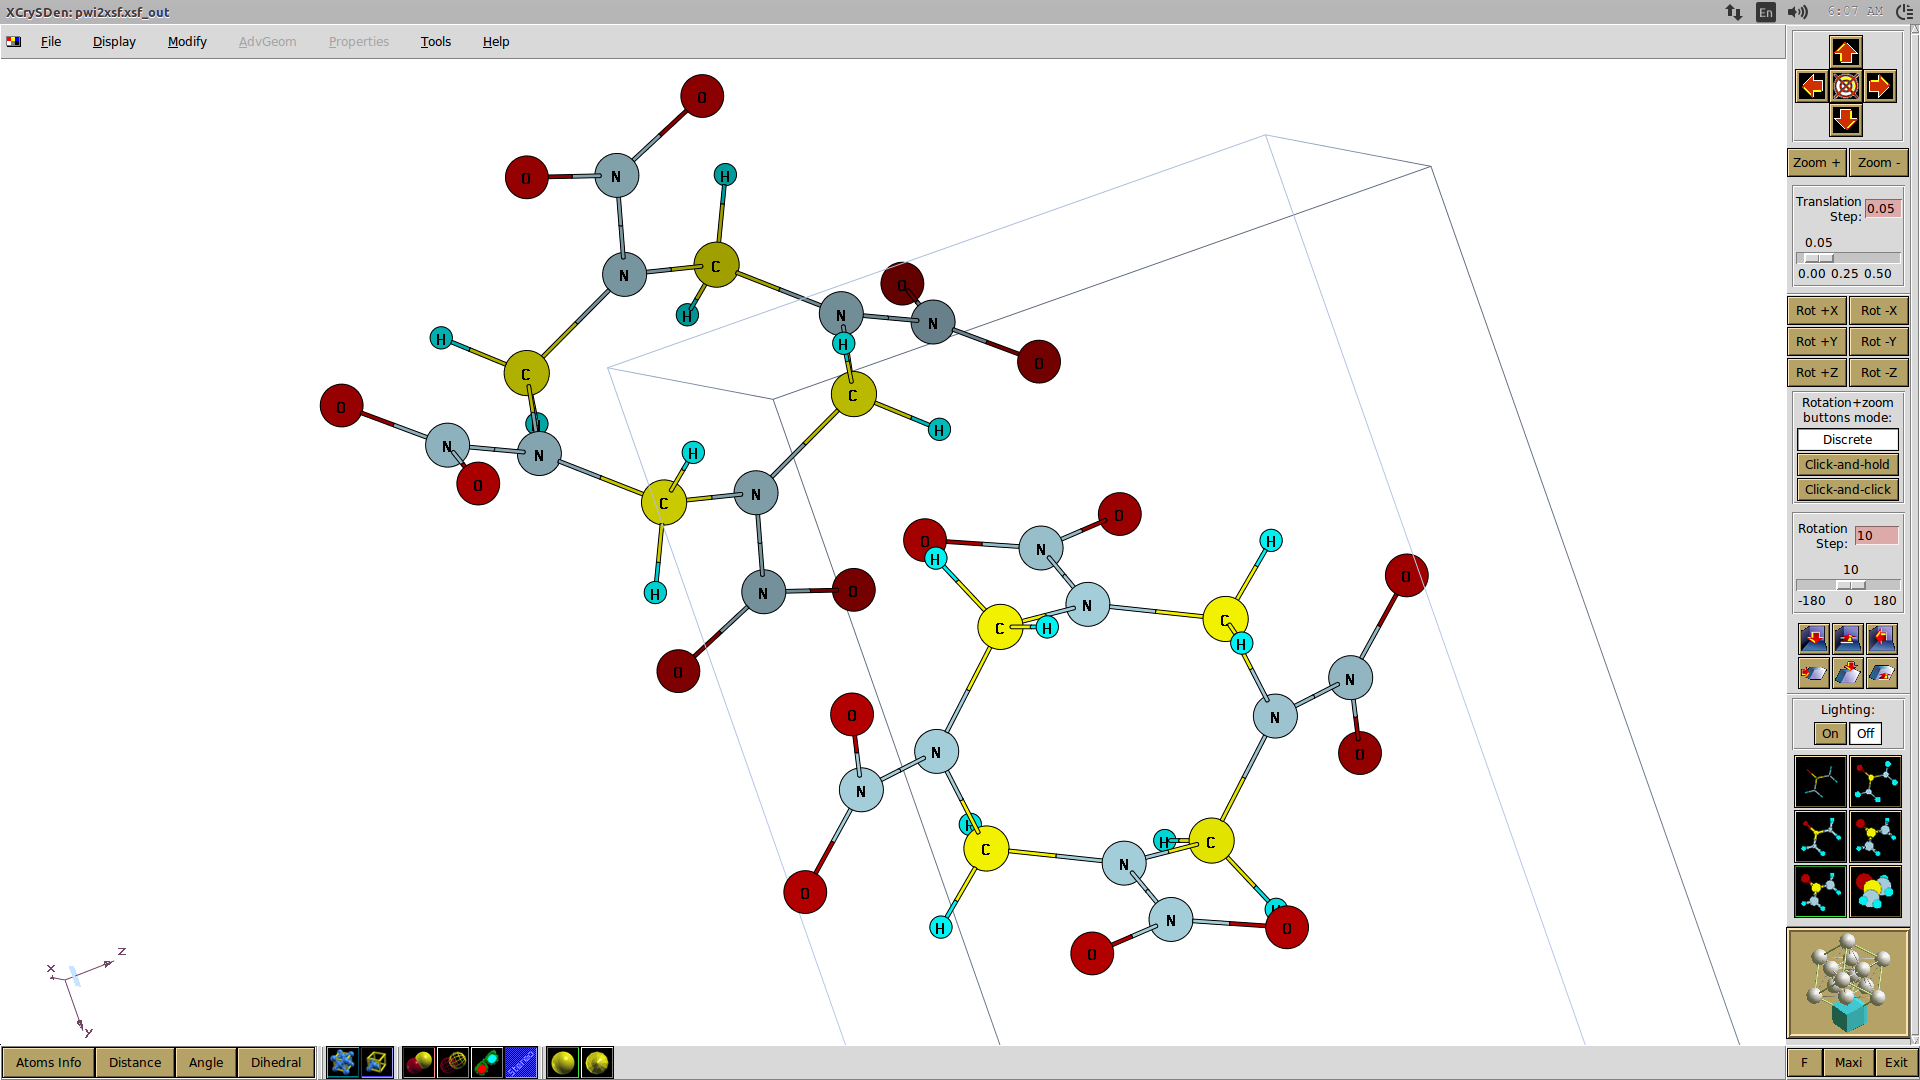 XCrySDen: pwi2xsf.xsf_out
En
6:07 AM
File Display Modify AdvGeom Properties Tools Help
Zoom + Zoom -
Translation
Step: 0.05
0.05
0.00 0.25 0.50
Rot +X Rot -X
Rot +Y Rot -Y
Rot +Z Rot -Z
Rotation+zoom
buttons mode:
Discrete
Click-and-hold
Click-and-click
Rotation
Step: 10
10
-180 0 180
Lighting:
On Off
O
O N H
N C
H N O N
H H O
C C
O H H
N N H
O C N
H N O O O
H O N H
O N C
C H H
O N
O N N
N O
H H C
C N
O H H O
N
O
X Z
Y
Atoms Info Distance Angle Dihedral Stereo F Maxi Exit